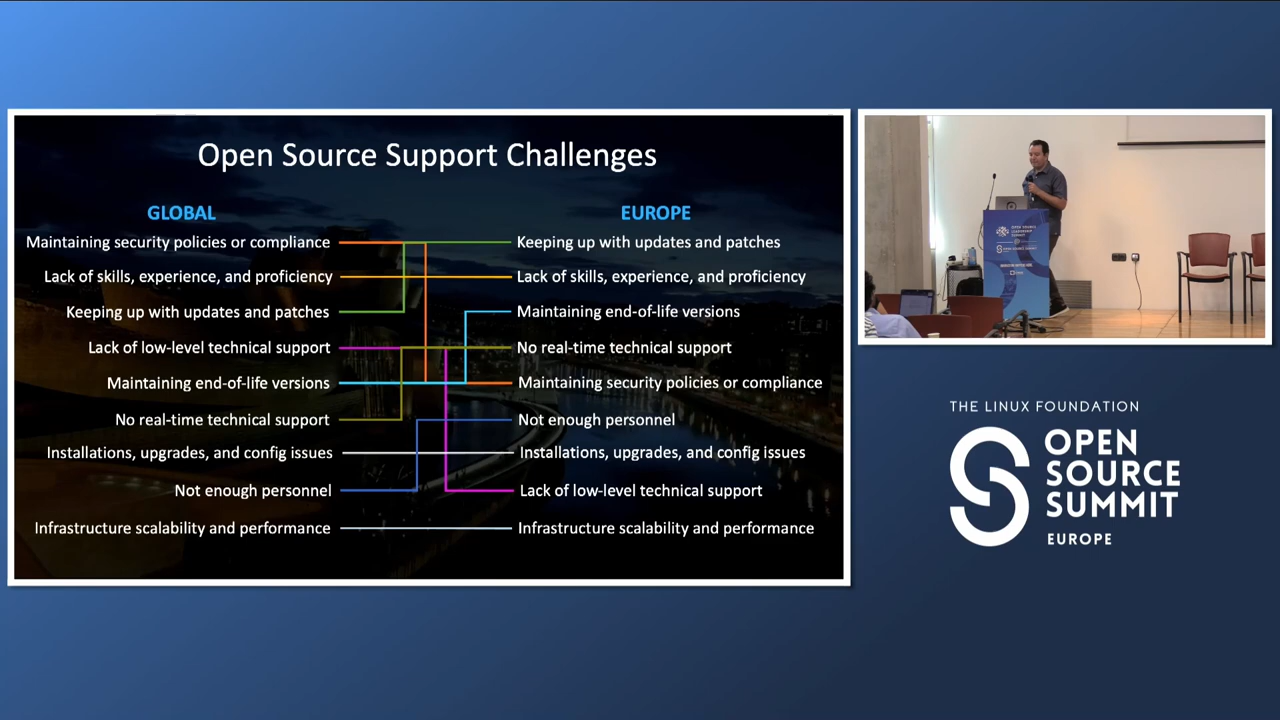 Open Source Support Challenges
GLOBAL
Maintaining security policies or compliance
Lack of skills, experience, and proficiency
Keeping up with updates and patches
Lack of low-level technical support
Maintaining end-of-life versions
No real-time technical support
Installations, upgrades, and config issues
Not enough personnel
Infrastructure scalability and performance
EUROPE
Keeping up with updates and patches
Lack of skills, experience, and proficiency
Maintaining end-of-life versions
No real-time technical support
Maintaining security policies or compliance
Not enough personnel
Installations, upgrades, and config issues
Lack of low-level technical support
Infrastructure scalability and performance
THE LINUX FOUNDATION
OPEN
SOURCE
SUMMIT
EUROPE